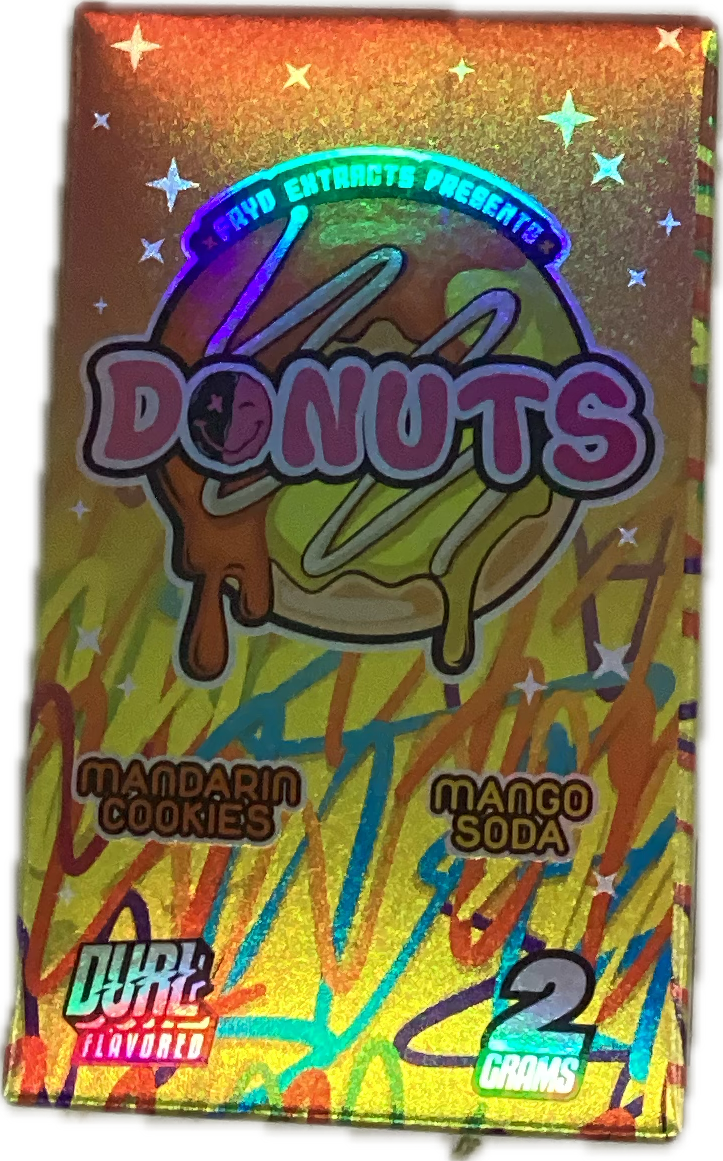 FRYD EXTRACTS PRESENTS
DONUTS
MANDARIN
COOKIES
MANGO
SODA
DUAL
FLAVORED
2
GRAMS